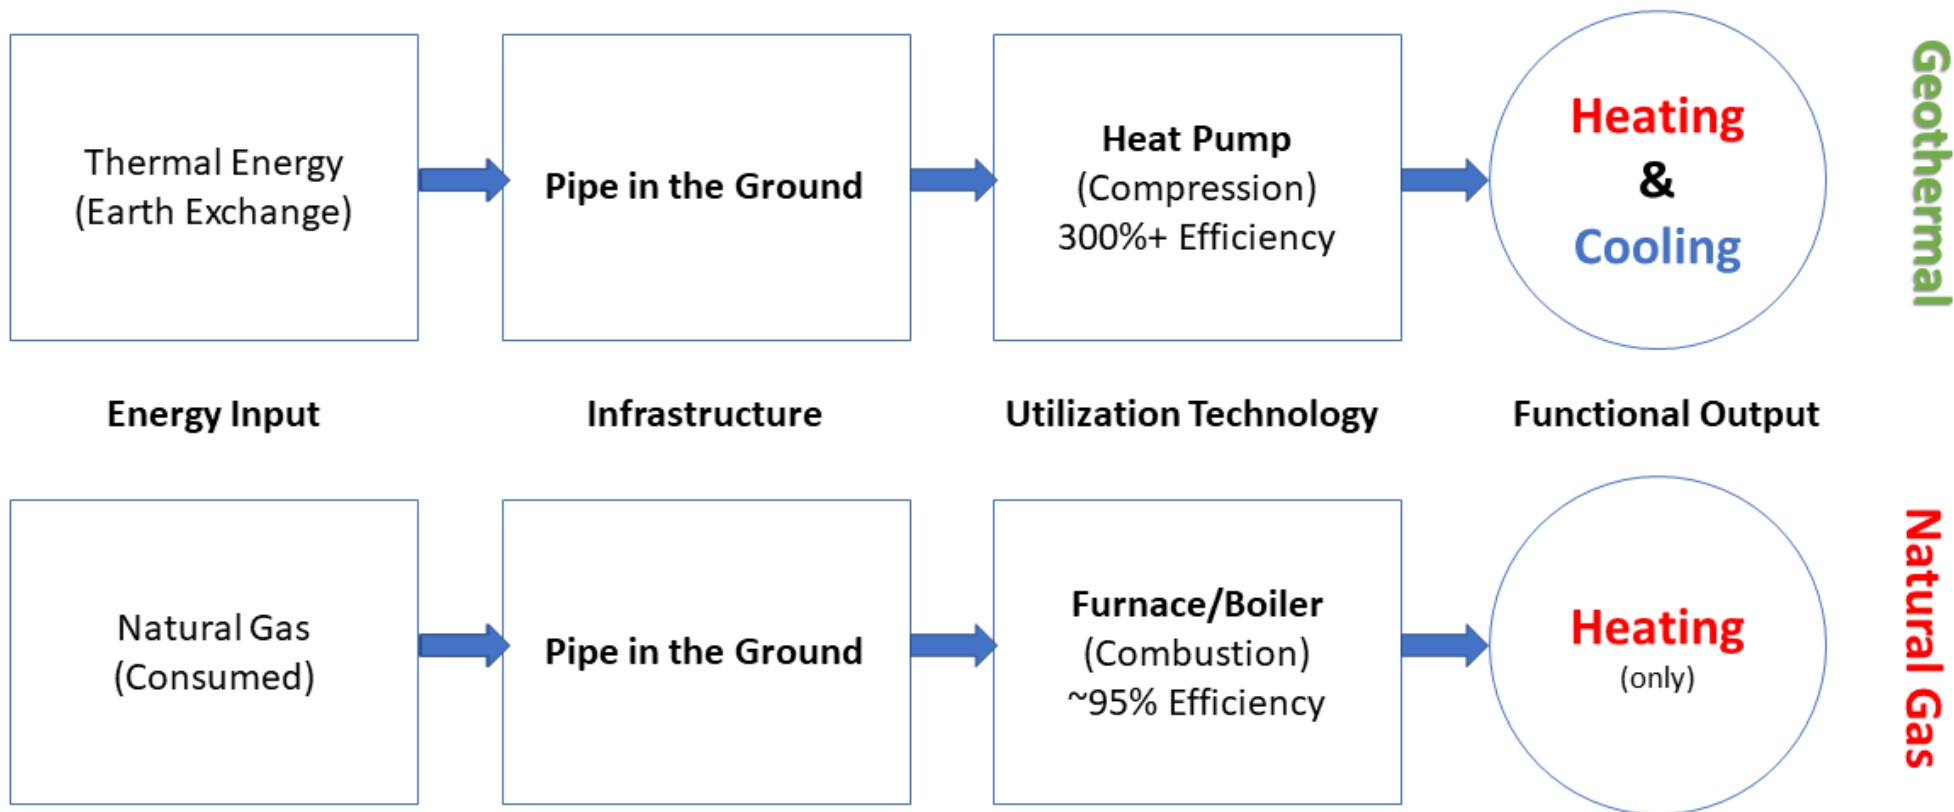 Thermal Energy
(Earth Exchange)
Pipe in the Ground
Heat Pump
(Compression)
300%+ Efficiency
Heating
&
Cooling
Geothermal
Energy Input
Infrastructure
Utilization Technology
Functional Output
Natural Gas
(Consumed)
Pipe in the Ground
Furnace/Boiler
(Combustion)
~95% Efficiency
Heating
(only)
Natural Gas